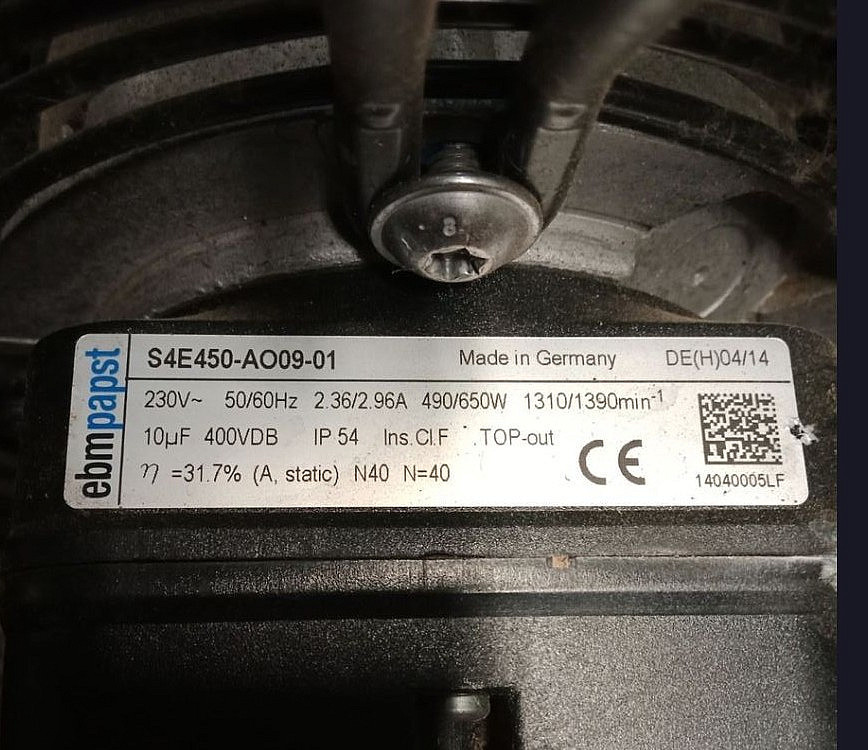 ebmpapst
S4E450-AO09-01 Made in Germany DE(H)04/14
230V~ 50/60Hz 2.36/2.96A 490/650W 1310/1390min⁻¹
10µF 400VDB IP 54 Ins.Cl.F .TOP-out
η =31.7% (A, static) N40 N=40
CE
14040005LF
8